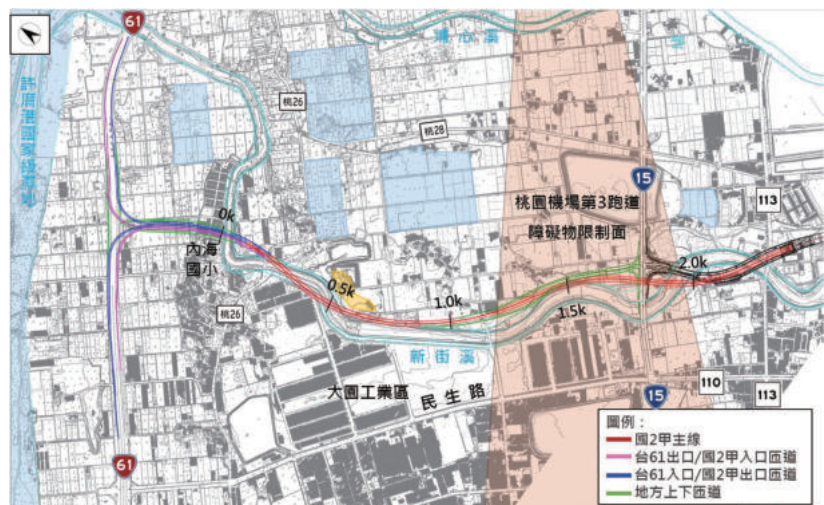 61
埔心溪
許厝港國家級濕地
桃26
桃28
15
桃園機場第3跑道
障礙物限制面
113
0k
內海
國小
0.5k
1.0k
1.5k
2.0k
桃26
新街溪
大園工業區
民生路
110
113
15
61
圖例：
國2甲主線
台61出口/國2甲入口匝道
台61入口/國2甲出口匝道
地方上下匝道